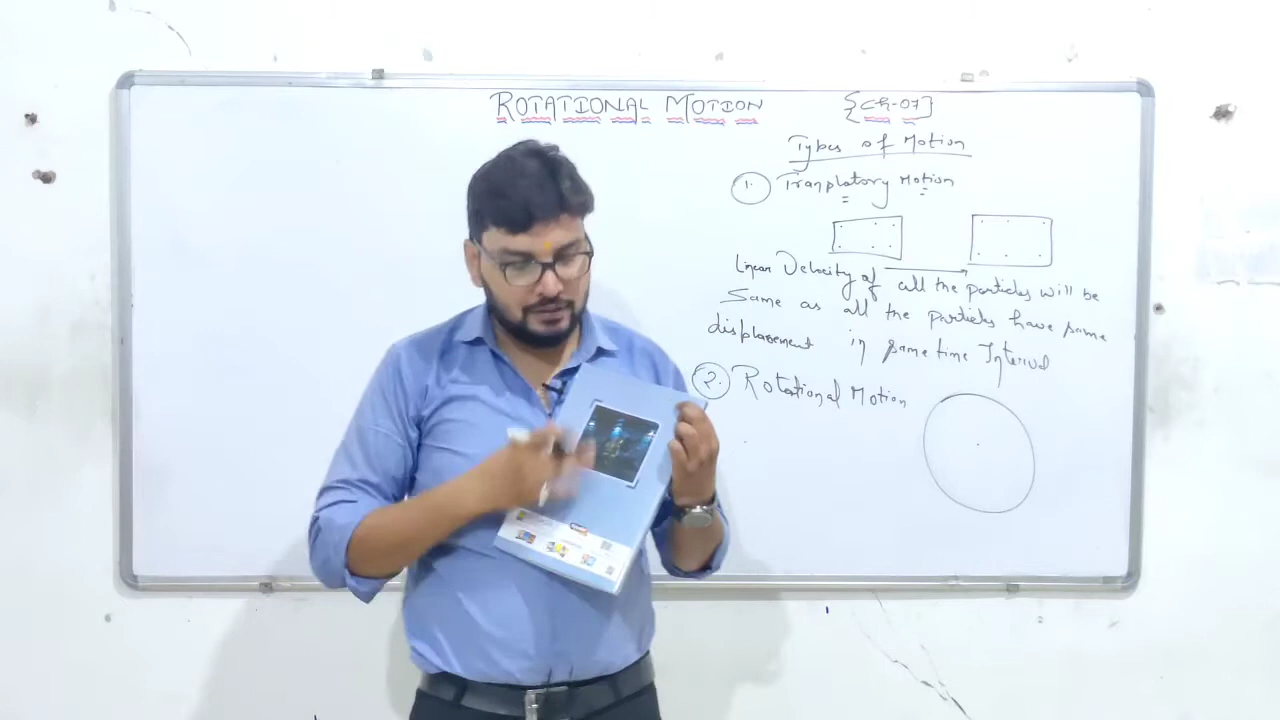 ROTATIONAL MOTION {Ch-07}
Types of Motion
1. Tranplatory Motion
Linear Velocity of all the particles will be
Same as all the particles have same
displacement in same time Interval
2. Rotational Motion